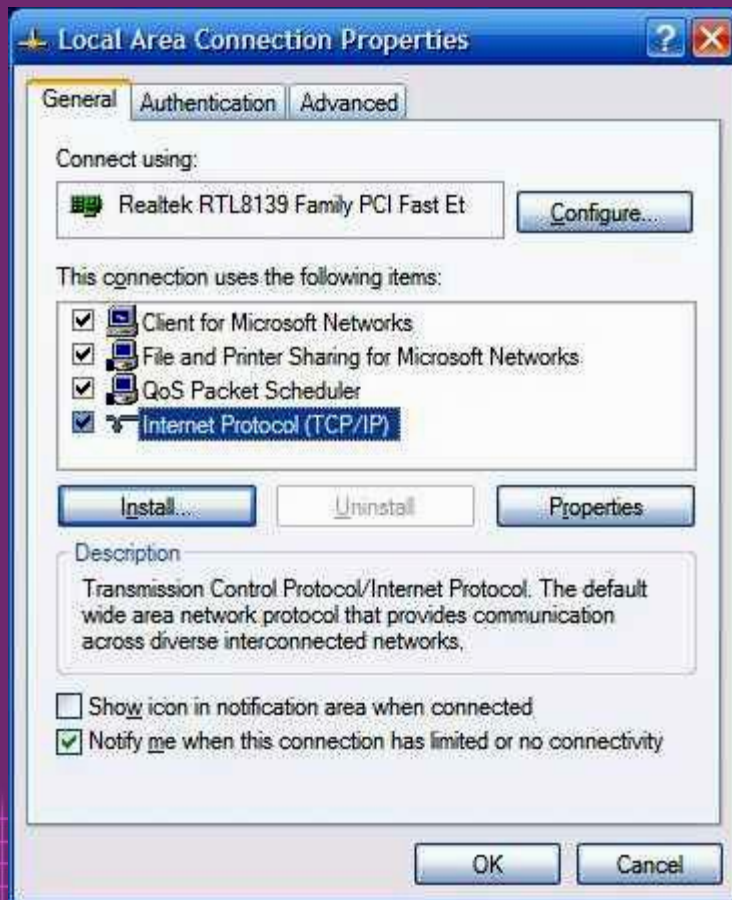 Local Area Connection Properties
General Authentication Advanced
Connect using:
Realtek RTL8139 Family PCI Fast Et
Configure...
This connection uses the following items:
Client for Microsoft Networks
File and Printer Sharing for Microsoft Networks
QoS Packet Scheduler
Internet Protocol (TCP/IP)
Install... Uninstall Properties
Description
Transmission Control Protocol/Internet Protocol. The default
wide area network protocol that provides communication
across diverse interconnected networks.
Show icon in notification area when connected
Notify me when this connection has limited or no connectivity
OK Cancel